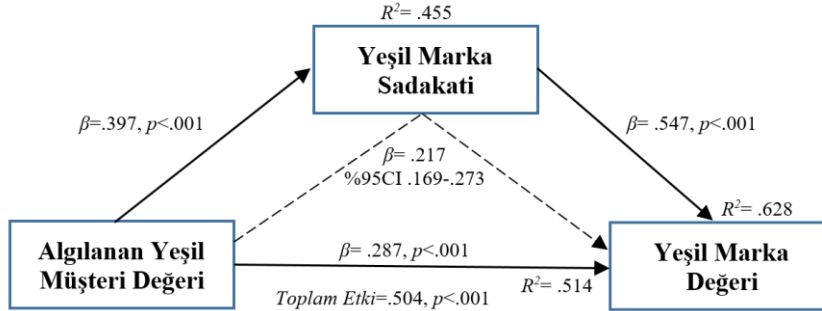 R²= .455
Yeşil Marka
Sadakati
β=.397, p<.001
β= .547, p<.001
β= .217
%95CI .169-.273
R²= .628
Algılanan Yeşil
Müşteri Değeri
β= .287, p<.001
Yeşil Marka
Değeri
R²= .514
Toplam Etki=.504, p<.001